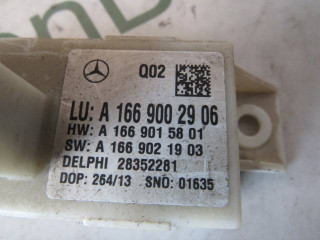 Q02
LU: A 166 900 29 06
HW: A 166 901 58 01
SW: A 166 902 19 03
DELPHI 28352281
DOP: 264/13 SNO: 01635